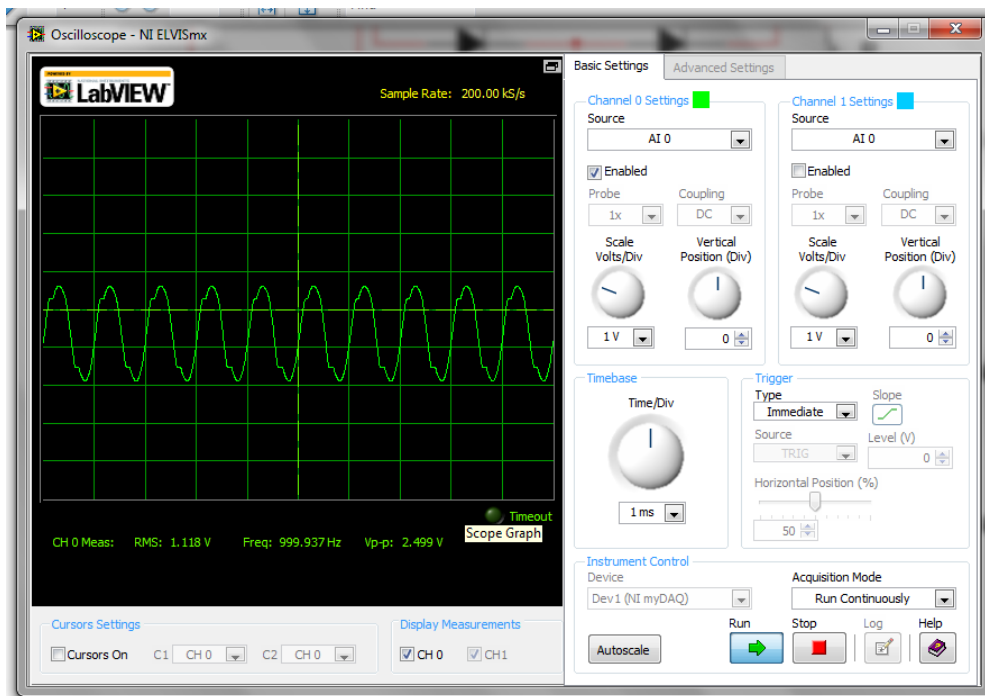 Oscilloscope - NI ELVISmx
POWERED BY
NATIONAL INSTRUMENTS
LabVIEW
Sample Rate: 200.00 kS/s
Timeout
Scope Graph
CH 0 Meas: RMS: 1.118 V Freq: 999.937 Hz Vp-p: 2.499 V
Cursors Settings
Cursors On C1 CH 0 C2 CH 0
Display Measurements
CH 0 CH1
Basic Settings Advanced Settings
Channel 0 Settings
Source
AI 0
Enabled
Probe Coupling
1x DC
Scale Vertical
Volts/Div Position (Div)
1 V 0
Channel 1 Settings
Source
AI 0
Enabled
Probe Coupling
1x DC
Scale Vertical
Volts/Div Position (Div)
1 V 0
Timebase
Time/Div
1 ms
Trigger
Type Slope
Immediate
Source Level (V)
TRIG 0
Horizontal Position (%)
50
Instrument Control
Device Acquisition Mode
Dev1 (NI myDAQ) Run Continuously
Run Stop Log Help
Autoscale